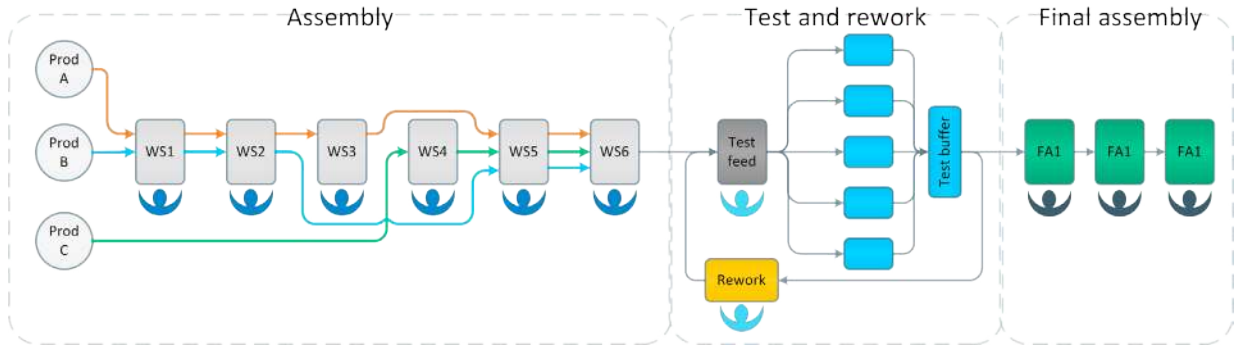 Assembly
Test and rework
Final assembly
Prod
A
Prod
B
Prod
C
WS1
WS2
WS3
WS4
WS5
WS6
Test
feed
Test buffer
Rework
FA1
FA1
FA1